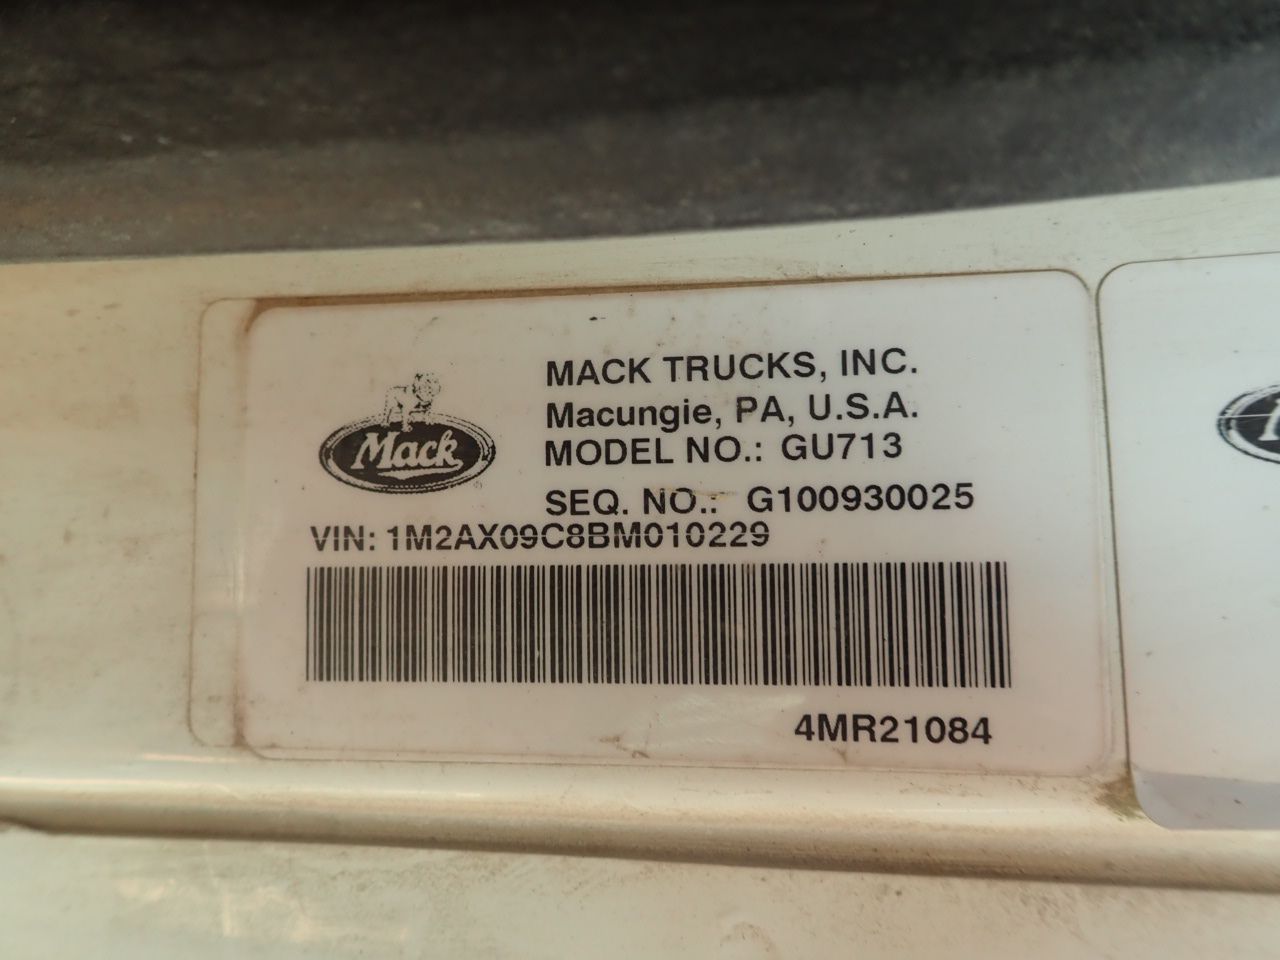 MACK TRUCKS, INC.
Macungie, PA, U.S.A.
MODEL NO.: GU713
SEQ. NO.: G100930025
Mack
VIN: 1M2AX09C8BM010229
4MR21084